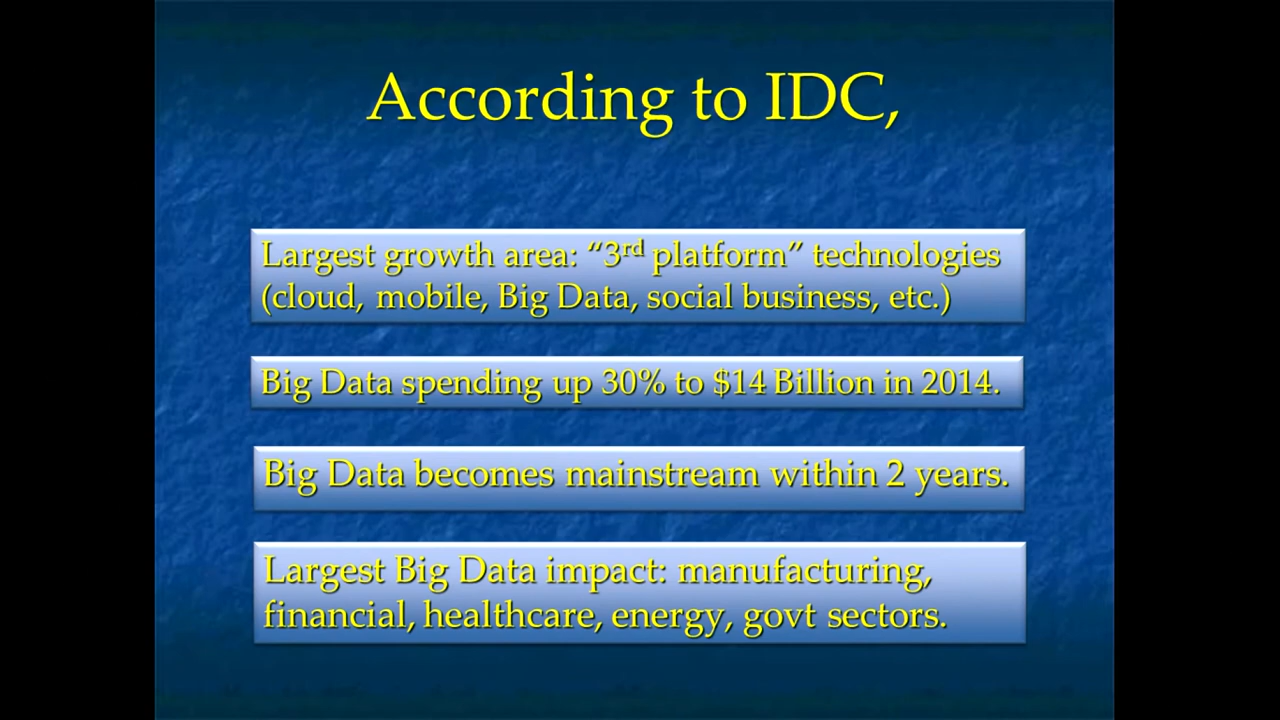 According to IDC,
Largest growth area: “3rd platform” technologies
(cloud, mobile, Big Data, social business, etc.)
Big Data spending up 30% to $14 Billion in 2014.
Big Data becomes mainstream within 2 years.
Largest Big Data impact: manufacturing,
financial, healthcare, energy, govt sectors.